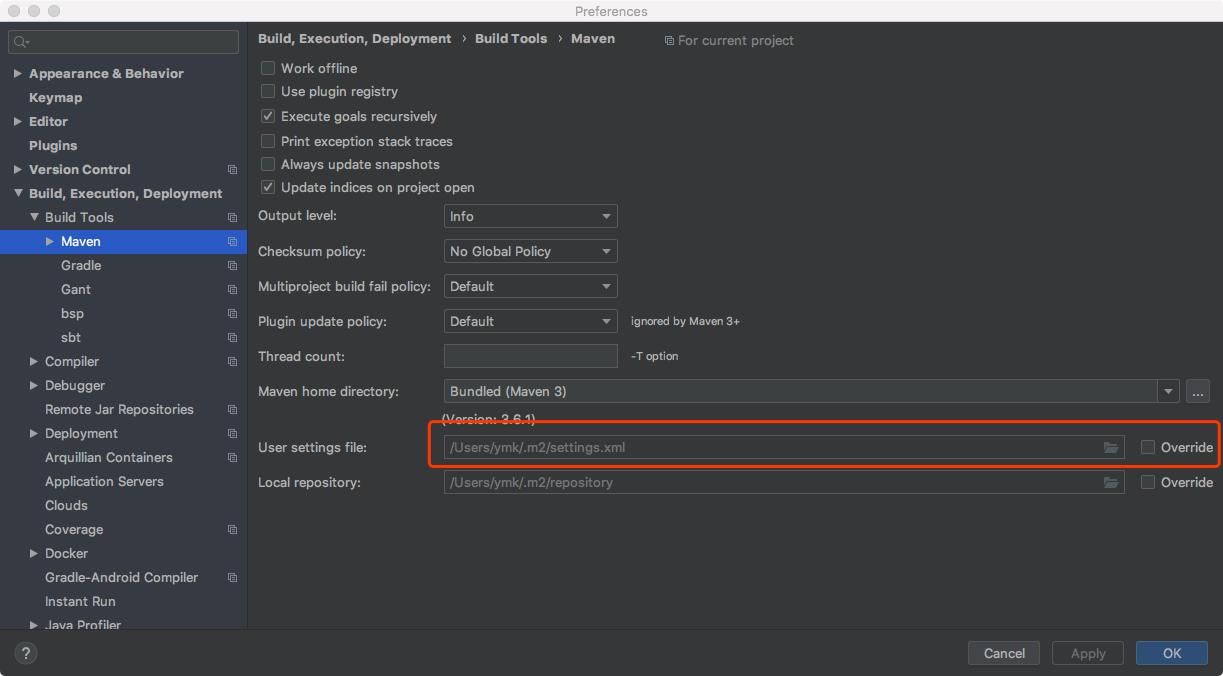 Preferences
Appearance & Behavior
Keymap
Editor
Plugins
Version Control
Build, Execution, Deployment
Build Tools
Maven
Gradle
Gant
bsp
sbt
Compiler
Debugger
Remote Jar Repositories
Deployment
Arquillian Containers
Application Servers
Clouds
Coverage
Docker
Gradle-Android Compiler
Instant Run
Java Profiler
Build, Execution, Deployment › Build Tools › Maven For current project
Work offline
Use plugin registry
Execute goals recursively
Print exception stack traces
Always update snapshots
Update indices on project open
Output level: Info
Checksum policy: No Global Policy
Multiproject build fail policy: Default
Plugin update policy: Default ignored by Maven 3+
Thread count: -T option
Maven home directory: Bundled (Maven 3) ...
(Version: 3.6.1)
User settings file: /Users/ymk/.m2/settings.xml Override
Local repository: /Users/ymk/.m2/repository Override
? Cancel Apply OK